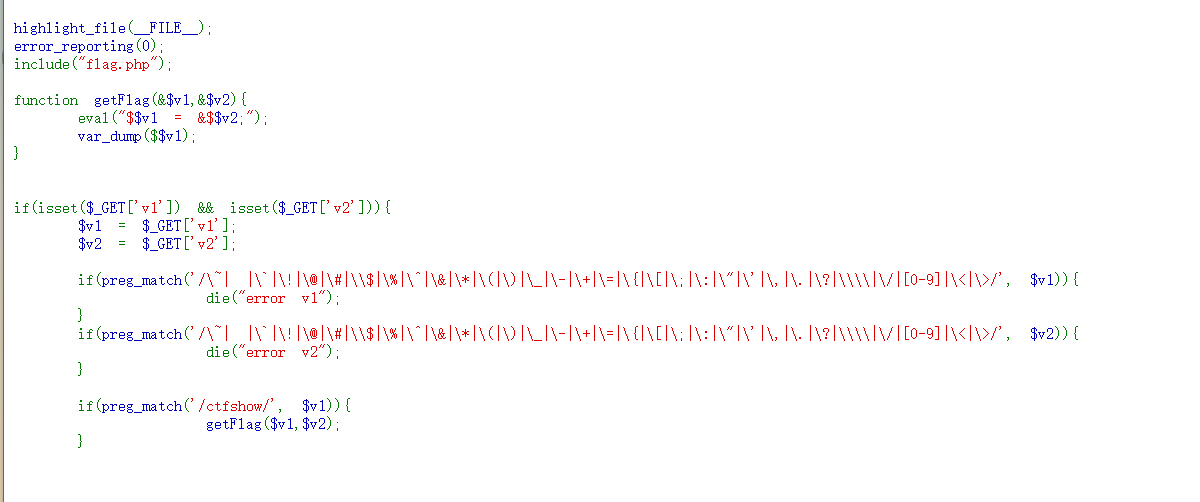 highlight_file(__FILE__);
error_reporting(0);
include("flag.php");
function getFlag(&$v1,&$v2){
eval("$$v1 = &$$v2;");
var_dump($$v1);
}
if(isset($_GET['v1']) && isset($_GET['v2'])){
$v1 = $_GET['v1'];
$v2 = $_GET['v2'];
if(preg_match('/\~| |\`|\!|\@|\#|\\$|\%|\^|\&|\*|\(|\)|\_|\-|\+|\=|\{|\[|\;|\:|\"|\'|\,|\.|\?|\\\\|\/|[0-9]|\<|\>/', $v1)){
die("error v1");
}
if(preg_match('/\~| |\`|\!|\@|\#|\\$|\%|\^|\&|\*|\(|\)|\_|\-|\+|\=|\{|\[|\;|\:|\"|\'|\,|\.|\?|\\\\|\/|[0-9]|\<|\>/', $v2)){
die("error v2");
}
if(preg_match('/ctfshow/', $v1)){
getFlag($v1,$v2);
}